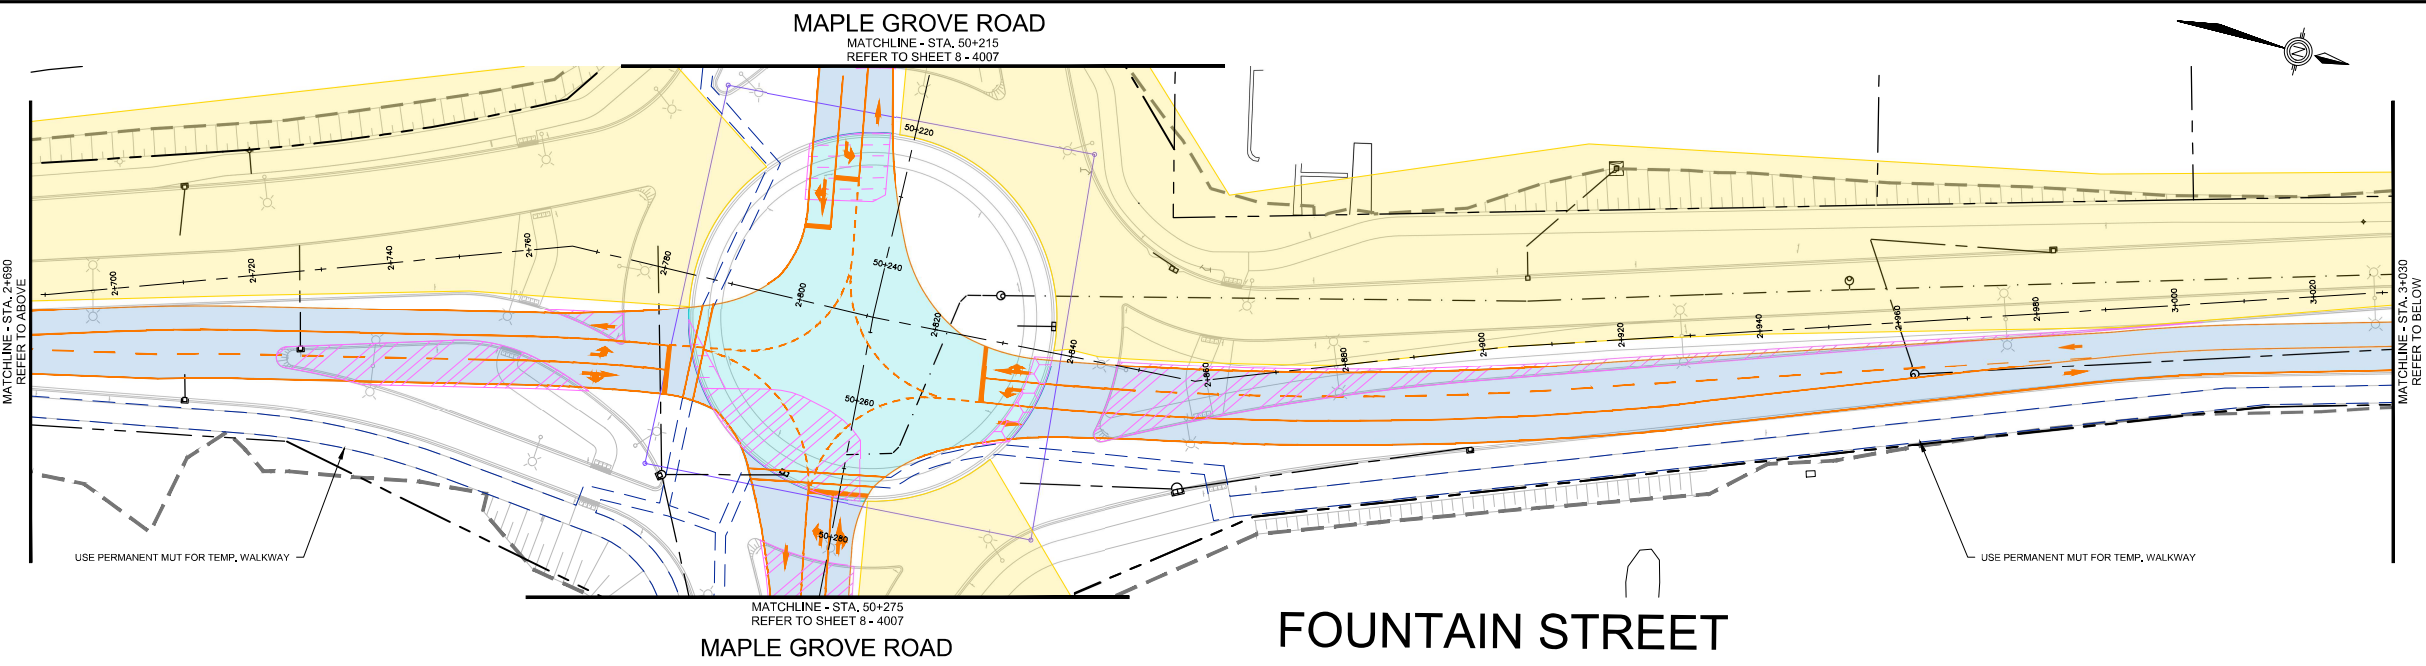 MAPLE GROVE ROAD
MATCHLINE - STA. 50+215
REFER TO SHEET 8 - 4007
N
MATCHLINE - STA. 2+690
REFER TO ABOVE
2+700
2+720
2+740
2+760
2+780
2+800
2+820
2+840
2+860
2+880
2+900
2+920
2+940
2+960
2+980
3+000
3+020
50+220
50+240
50+260
50+280
MATCHLINE - STA. 3+030
REFER TO BELOW
USE PERMANENT MUT FOR TEMP. WALKWAY
USE PERMANENT MUT FOR TEMP. WALKWAY
MATCHLINE - STA. 50+275
REFER TO SHEET 8 - 4007
MAPLE GROVE ROAD
FOUNTAIN STREET